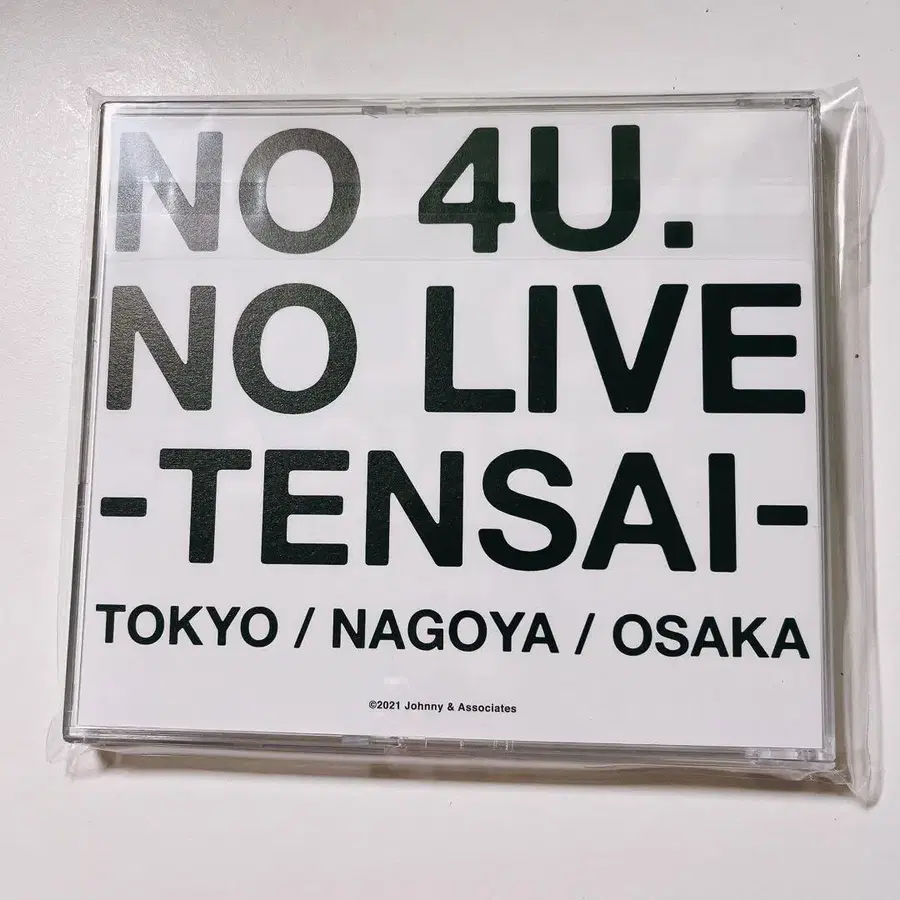 NO 4U.
NO LIVE
-TENSAI-
TOKYO / NAGOYA / OSAKA
©2021 Johnny & Associates